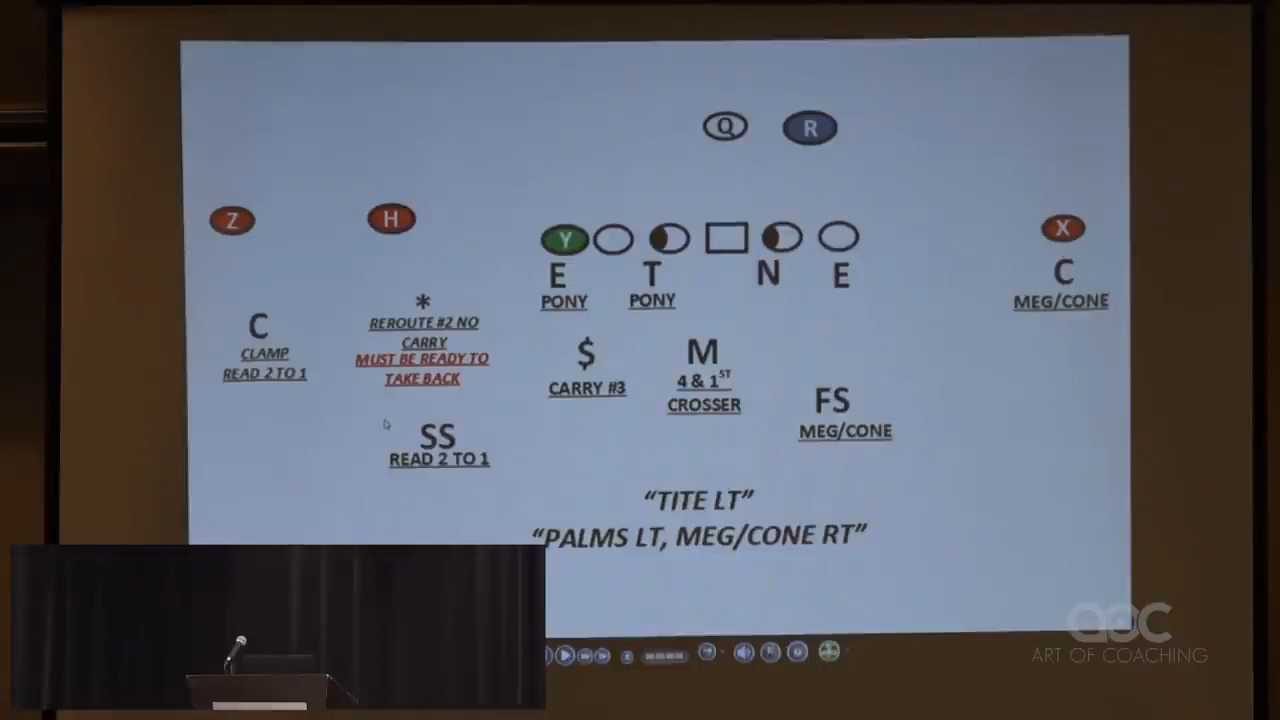 Q R
Z H Y X
E T N E C
PONY PONY MEG/CONE
*
REROUTE #2 NO
CARRY
MUST BE READY TO
TAKE BACK
C
CLAMP
READ 2 TO 1
$ M
CARRY #3 4 & 1ST
CROSSER
FS
MEG/CONE
SS
READ 2 TO 1
"TITE LT"
"PALMS LT, MEG/CONE RT"
aoc
ART OF COACHING